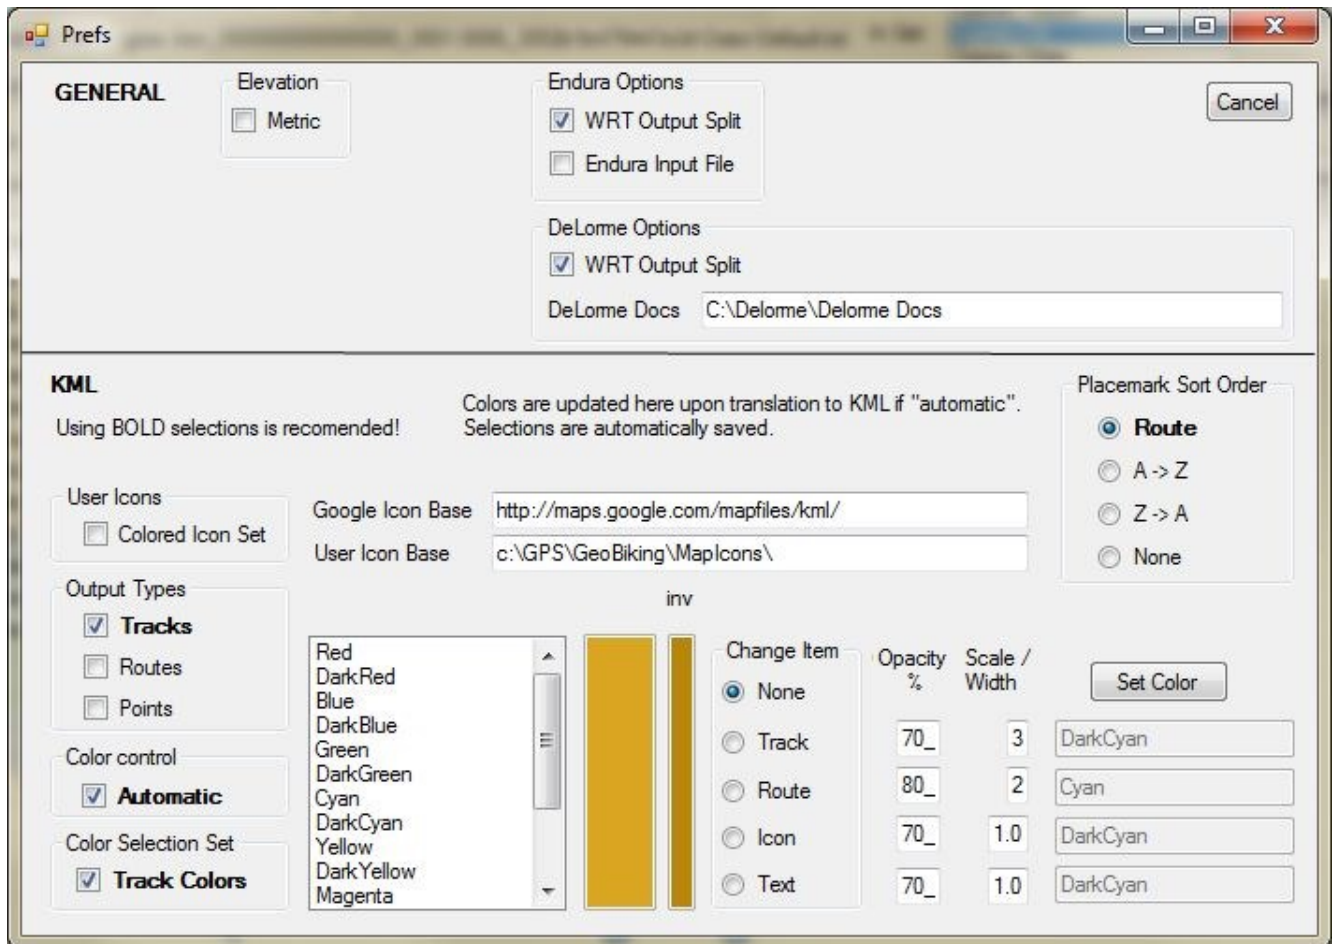 Prefs
GENERAL
Elevation
Metric
Endura Options
WRT Output Split
Endura Input File
Cancel
DeLorme Options
WRT Output Split
DeLorme Docs C:\Delorme\Delorme Docs
KML
Using BOLD selections is recomended!
Colors are updated here upon translation to KML if "automatic".
Selections are automatically saved.
Placemark Sort Order
Route
A -> Z
Z -> A
None
User Icons
Colored Icon Set
Google Icon Base http://maps.google.com/mapfiles/kml/
User Icon Base c:\GPS\GeoBiking\MapIcons\
Output Types
Tracks
Routes
Points
Color control
Automatic
Color Selection Set
Track Colors
Red
DarkRed
Blue
DarkBlue
Green
DarkGreen
Cyan
DarkCyan
Yellow
DarkYellow
Magenta
inv
Change Item
None
Track
Route
Icon
Text
Opacity
%
Scale /
Width
Set Color
70_ 3 DarkCyan
80_ 2 Cyan
70_ 1.0 DarkCyan
70_ 1.0 DarkCyan